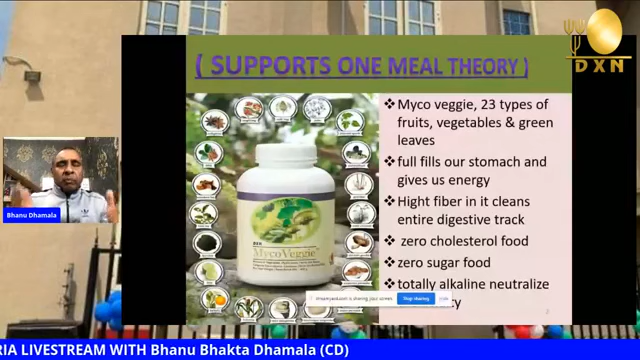 ( SUPPORTS ONE MEAL THEORY )
DXN
❖Myco veggie, 23 types of
fruits, vegetables & green
leaves
❖full fills our stomach and
gives us energy
❖Hight fiber in it cleans
entire digestive track
❖ zero cholesterol food
❖zero sugar food
❖totally alkaline neutralize
DXN
MycoVeggie
Bhanu Dhamala
Stop sharing
RIA LIVESTREAM WITH Bhanu Bhakta Dhamala (CD)